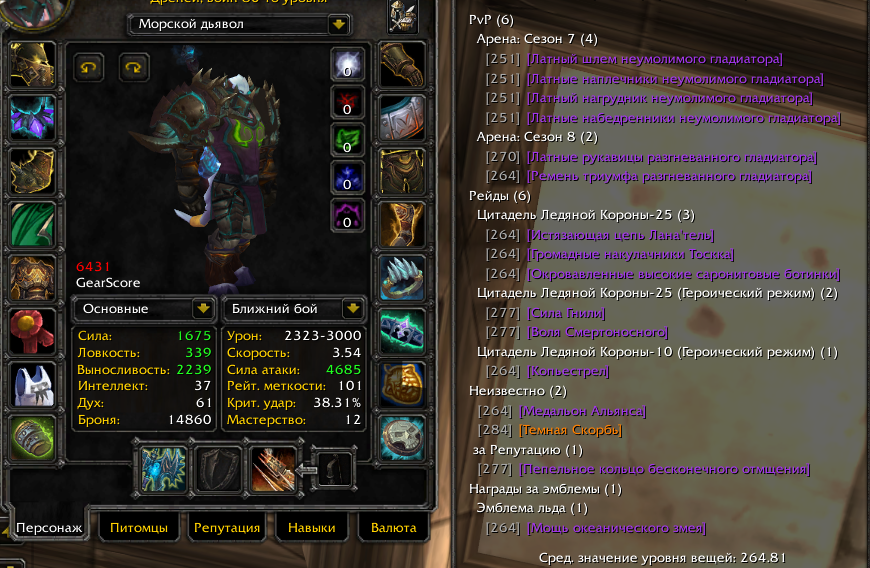 Дреней, воин 80-го уровня
Морской дьявол
0
0
0
0
0
6431
GearScore
Основные
Ближний бой
Сила: 1675
Ловкость: 339
Выносливость: 2239
Интеллект: 37
Дух: 61
Броня: 14860
Урон: 2323-3000
Скорость: 3.54
Сила атаки: 4685
Рейт. меткости: 101
Крит. удар: 38.31%
Мастерство: 12
Персонаж
Питомцы
Репутация
Навыки
Валюта
PvP (6)
Арена: Сезон 7 (4)
[251] [Латный шлем неумолимого гладиатора]
[251] [Латные наплечники неумолимого гладиатора]
[251] [Латный нагрудник неумолимого гладиатора]
[251] [Латные набедренники неумолимого гладиатора]
Арена: Сезон 8 (2)
[270] [Латные рукавицы разгневанного гладиатора]
[264] [Ремень триумфа разгневанного гладиатора]
Рейды (6)
Цитадель Ледяной Короны-25 (3)
[264] [Истязающая цепь Лана'тель]
[264] [Громадные накулачники Тоскка]
[264] [Окровавленные высокие саронитовые ботинки]
Цитадель Ледяной Короны-25 (Героический режим) (2)
[277] [Сила Гнили]
[277] [Воля Смертоносного]
Цитадель Ледяной Короны-10 (Героический режим) (1)
[264] [Копьестрел]
Неизвестно (2)
[264] [Медальон Альянса]
[284] [Темная Скорбь]
за Репутацию (1)
[277] [Пепельное кольцо бесконечного отмщения]
Награды за эмблемы (1)
Эмблема льда (1)
[264] [Мощь океанического змея]
Сред. значение уровня вещей: 264.81